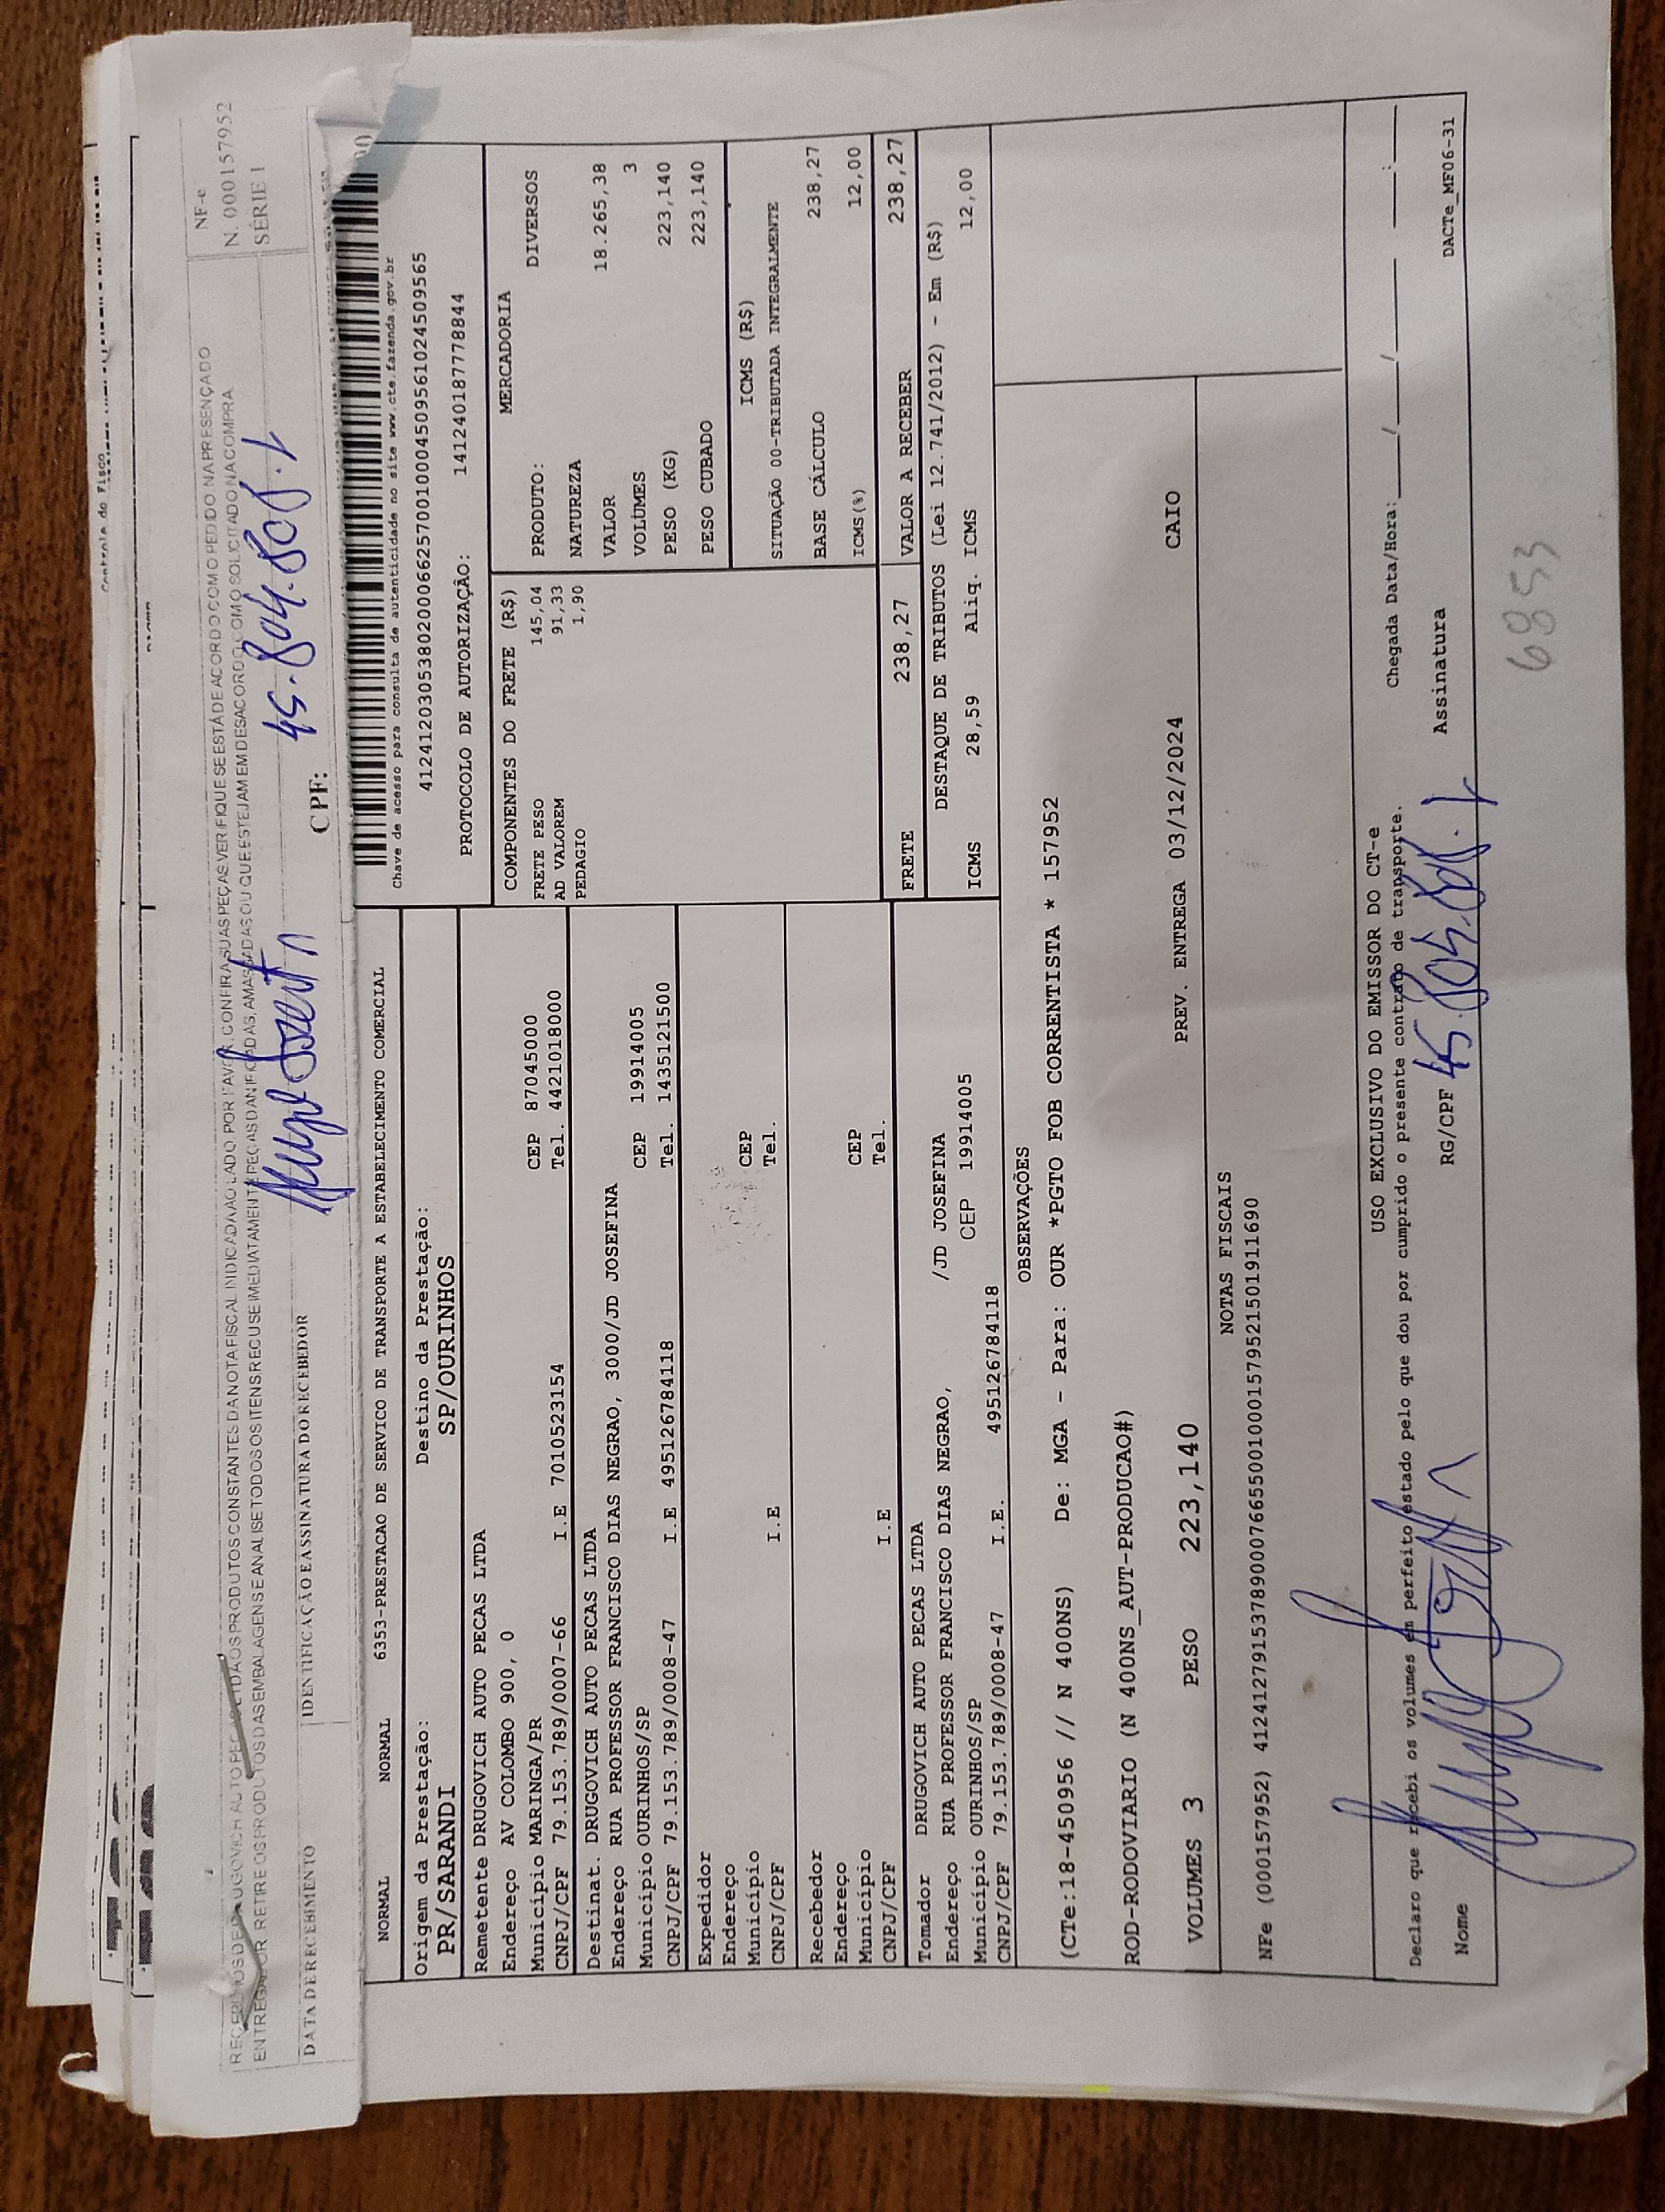 Controle do Fisco
NF-e
N. 000157952
SÉRIE 1
RECEBEMOS DE DRUGOVICH AUTO PEÇAS LTDA OS PRODUTOS CONSTANTES DA NOTA FISCAL INDICADA AO LADO. POR FAVOR, CONFIRA SUAS PEÇAS. VERIFIQUE SE ESTÁ DE ACORDO COM O PEDIDO NA PRESENÇA DO
ENTREGADOR. RETIRE OS PRODUTOS DAS EMBALAGENS E ANALISE TODOS OS ITENS. RECUSE IMEDIATAMENTE PEÇAS DANIFICADAS, AMASSADAS OU QUE ESTEJAM EM DESACORDO COMO SOLICITADO NA COMPRA
DATA DE RECEBIMENTO
IDENTIFICAÇÃO E ASSINATURA DO RECEBEDOR
CPF:
45.804.801.1
NORMAL NORMAL 6353-PRESTACAO DE SERVICO DE TRANSPORTE A ESTABELECIMENTO COMERCIAL
Chave de acesso para consulta de autenticidade no site www.cte.fazenda.gov.br
41241203053802000662570010004509561024509565
PROTOCOLO DE AUTORIZAÇÃO: 141240187778844
Origem da Prestação: Destino da Prestação:
PR/SARANDI SP/OURINHOS
Remetente DRUGOVICH AUTO PECAS LTDA
Endereço AV COLOMBO 900, 0
Município MARINGA/PR CEP 87045000
CNPJ/CPF 79.153.789/0007-66 I.E 7010523154 Tel. 4421018000
Destinat. DRUGOVICH AUTO PECAS LTDA
Endereço RUA PROFESSOR FRANCISCO DIAS NEGRAO, 3000/JD JOSEFINA
Município OURINHOS/SP CEP 19914005
CNPJ/CPF 79.153.789/0008-47 I.E 495126784118 Tel. 1435121500
Expedidor
Endereço
Município CEP
CNPJ/CPF I.E Tel.
Recebedor
Endereço
Município CEP
CNPJ/CPF I.E Tel.
Tomador DRUGOVICH AUTO PECAS LTDA
Endereço RUA PROFESSOR FRANCISCO DIAS NEGRAO, /JD JOSEFINA
Município OURINHOS/SP CEP 19914005
CNPJ/CPF 79.153.789/0008-47 I.E. 495126784118
COMPONENTES DO FRETE (R$)
FRETE PESO 145,04
AD VALOREM 91,33
PEDAGIO 1,90
MERCADORIA
PRODUTO: DIVERSOS
NATUREZA
VALOR 18.265,38
VOLUMES 3
PESO (KG) 223,140
PESO CUBADO 223,140
ICMS (R$)
SITUAÇÃO 00-TRIBUTADA INTEGRALMENTE
BASE CÁLCULO 238,27
ICMS(%) 12,00
FRETE 238,27 VALOR A RECEBER 238,27
DESTAQUE DE TRIBUTOS (Lei 12.741/2012) - Em (R$)
ICMS 28,59 Aliq. ICMS 12,00
OBSERVAÇÕES
(CTe:18-450956 // N 400NS) De: MGA - Para: OUR *PGTO FOB CORRENTISTA * 157952
ROD-RODOVIARIO (N 400NS_AUT-PRODUCAO#)
VOLUMES 3 PESO 223,140 PREV. ENTREGA 03/12/2024 CAIO
NOTAS FISCAIS
NFe (000157952) 41241279153789000766550010001579521501911690
USO EXCLUSIVO DO EMISSOR DO CT-e
Declaro que recebi os volumes em perfeito estado pelo que dou por cumprido o presente contrato de transporte.
Chegada Data/Hora: ___/___/___ ___:___
Nome RG/CPF 45.804.801.1 Assinatura
DACTe_MF06-31
6853